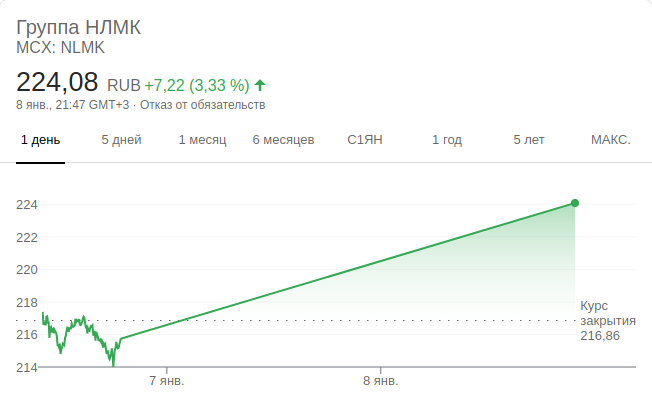 Группа НЛМК
MCX: NLMK
224,08 RUB +7,22 (3,33 %)
8 янв., 21:47 GMT+3 · Отказ от обязательств
1 день 5 дней 1 месяц 6 месяцев С1ЯН 1 год 5 лет МАКС.
224
222
220
218
216
214
Курс
закрытия
216,86
7 янв. 8 янв.